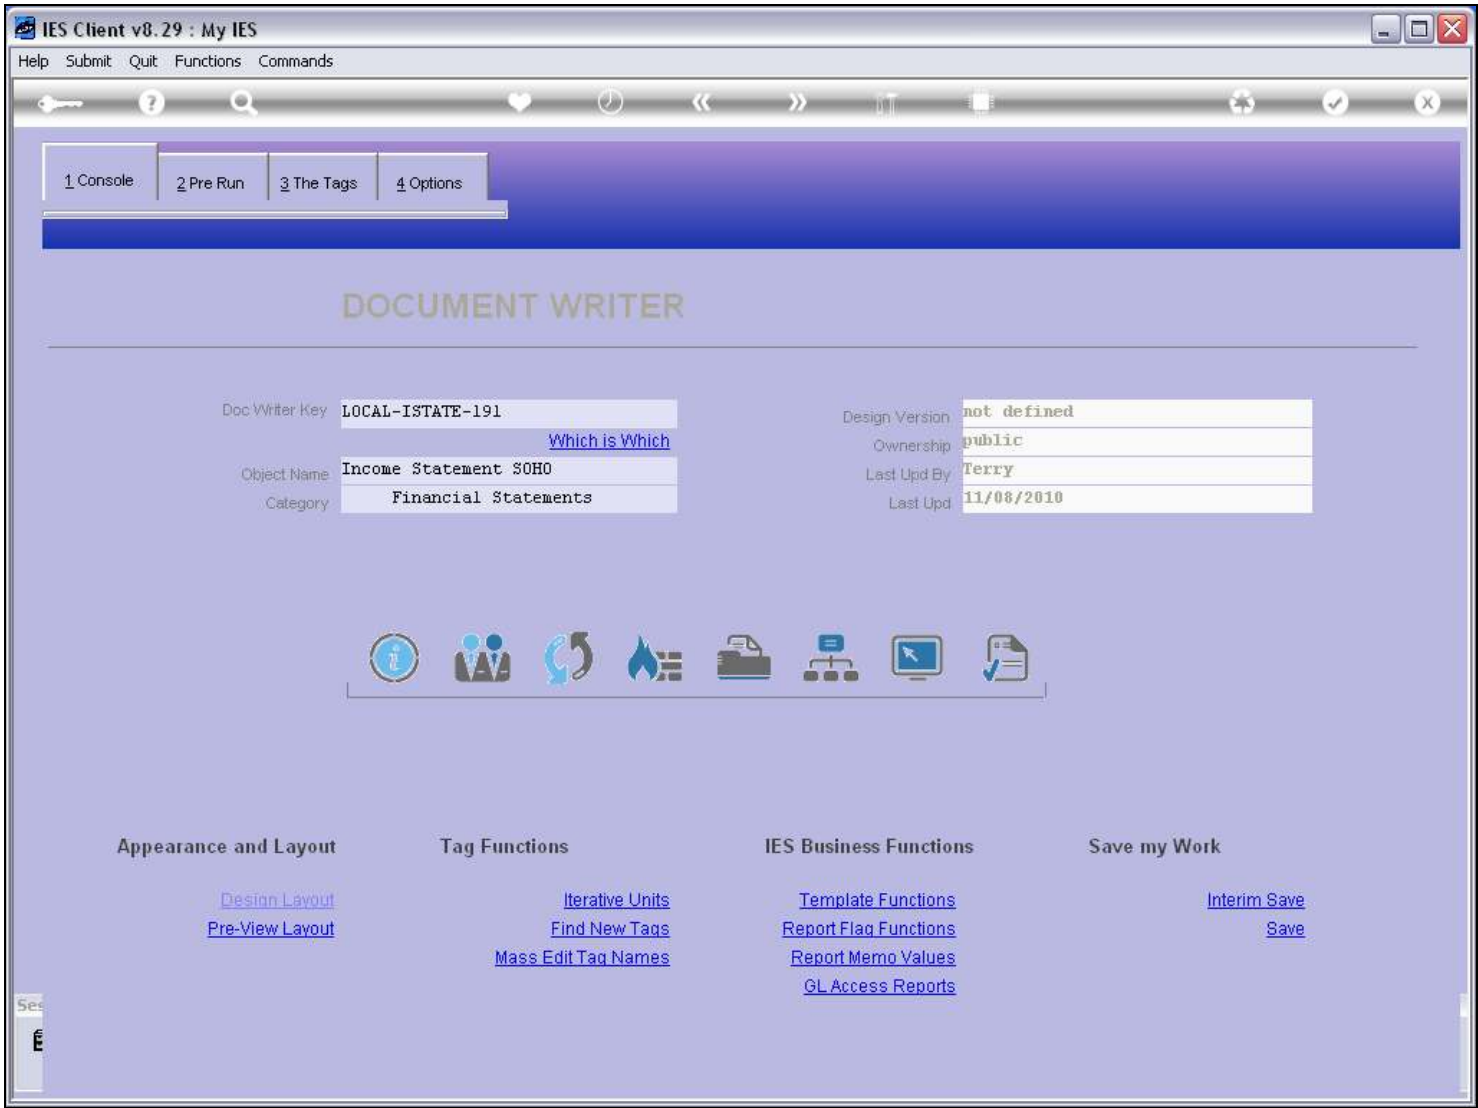 IES Client v8.29 : My IES
Help Submit Quit Functions Commands
1 Console 2 Pre Run 3 The Tags 4 Options
DOCUMENT WRITER
Doc Writer Key LOCAL-ISTATE-191
Which is Which
Object Name Income Statement SOHO
Category Financial Statements
Design Version not defined
Ownership public
Last Upd By Terry
Last Upd 11/08/2010
Appearance and Layout
Design Layout
Pre-View Layout
Tag Functions
Iterative Units
Find New Tags
Mass Edit Tag Names
IES Business Functions
Template Functions
Report Flag Functions
Report Memo Values
GL Access Reports
Save my Work
Interim Save
Save
Ses